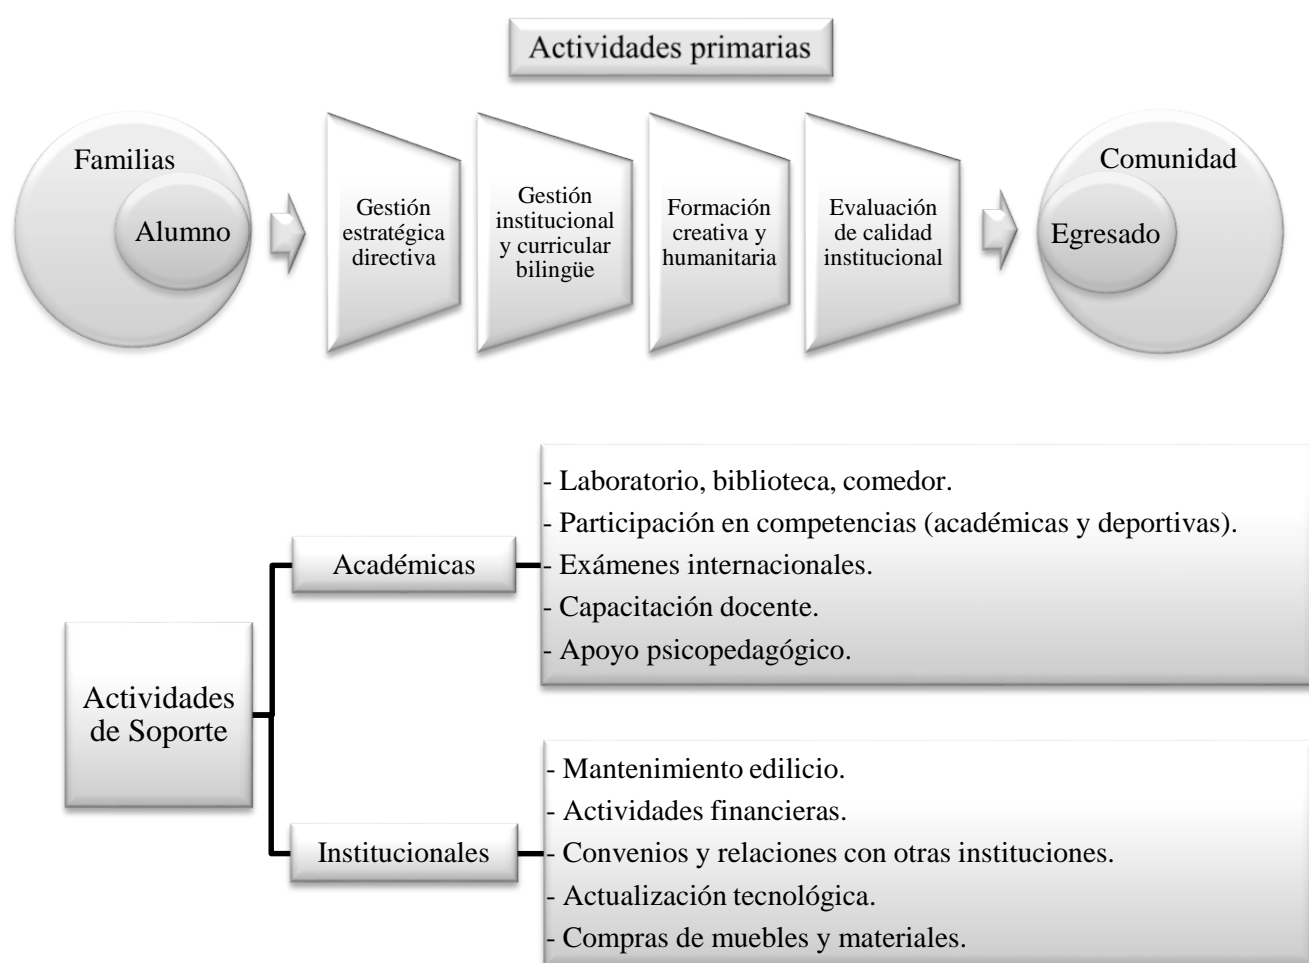 Actividades primarias
Familias
Alumno
Gestión
estratégica
directiva
Gestión
institucional
y curricular
bilingüe
Formación
creativa y
humanitaria
Evaluación
de calidad
institucional
Comunidad
Egresado
Actividades
de Soporte
Académicas
- Laboratorio, biblioteca, comedor.
- Participación en competencias (académicas y deportivas).
- Exámenes internacionales.
- Capacitación docente.
- Apoyo psicopedagógico.
Institucionales
- Mantenimiento edilicio.
- Actividades financieras.
- Convenios y relaciones con otras instituciones.
- Actualización tecnológica.
- Compras de muebles y materiales.